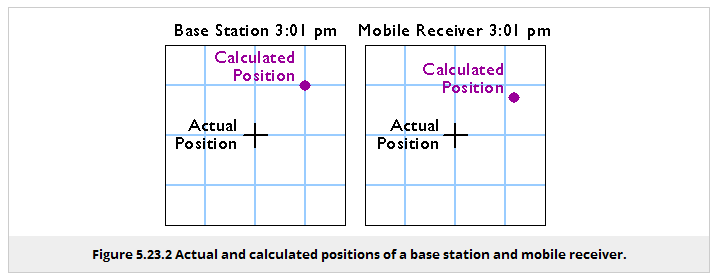 Base Station 3:01 pm
Calculated
Position
Actual
Position
Mobile Receiver 3:01 pm
Calculated
Position
Actual
Position
Figure 5.23.2 Actual and calculated positions of a base station and mobile receiver.